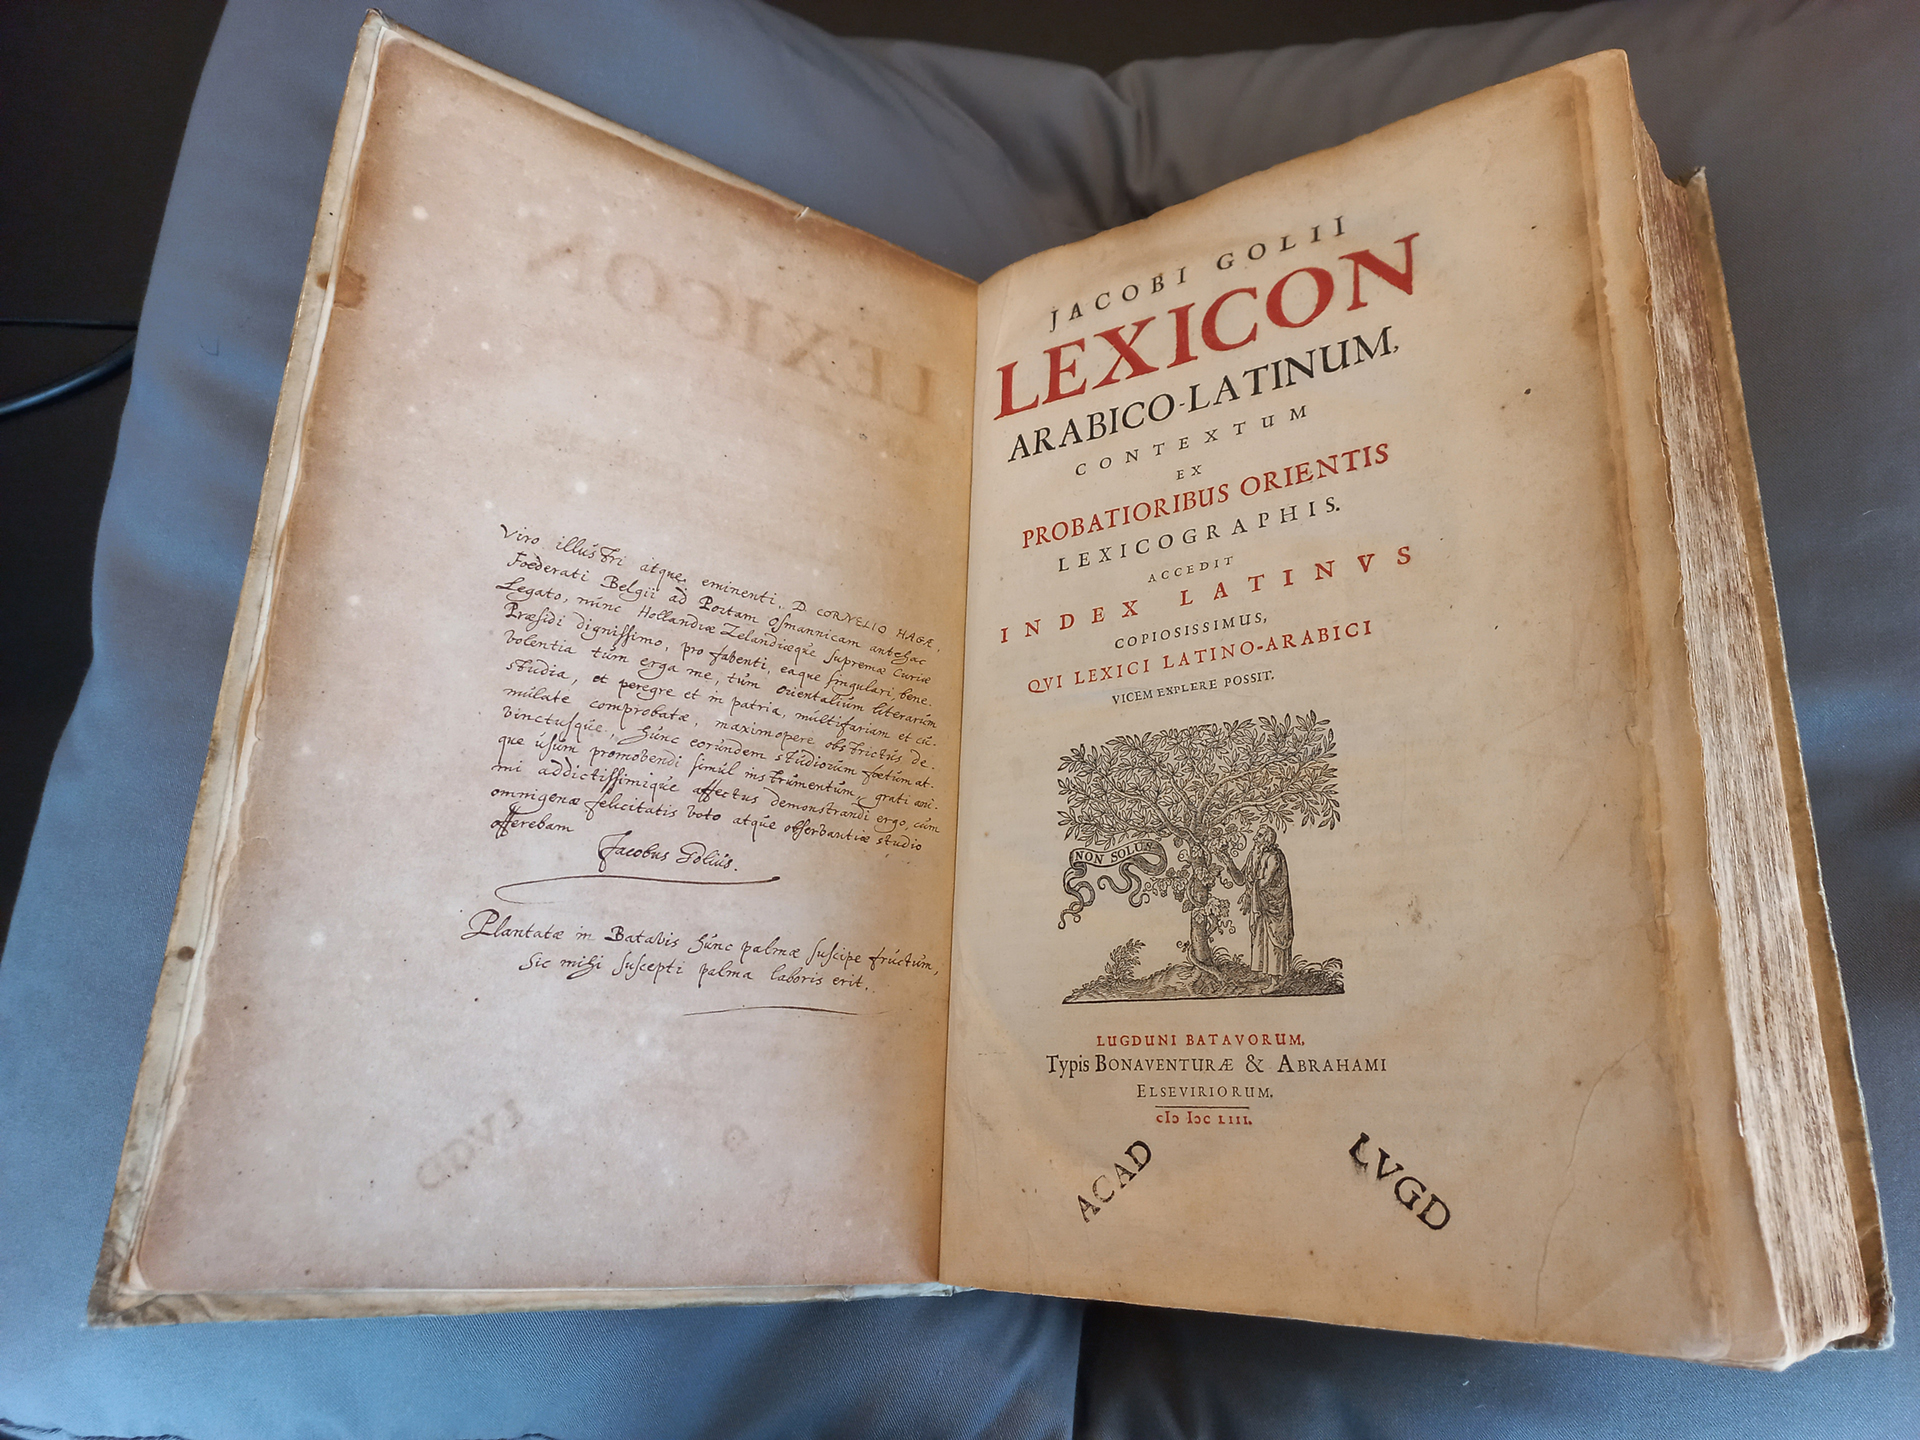 Viro illustri atque eminenti, D. CORNELIO HAGÆ,
Foederati Belgii ad Portam Osmannicam antehac
Legato, nunc Hollandiæ Zelandiæque supremæ Curiæ
Præsidi dignissimo, pro faventi, eaque singulari bene-
volentia tum erga me, tum orientalium literarum
studia, et peregre et in patria, multifariam et cu-
mulate comprobatæ, maximopere obstrictus de-
vinctusque, hunc eorundem studiorum foetum at-
que usum promovendi simul instrumentum, grati ani-
mi addictissimique affectus demonstrandi ergo, cum
omnigenæ felicitatis voto atque observantiæ studio
offerebam
Jacobus Golius.
Plantatæ in Batavis hunc palmæ suscipe fructum,
Sic mihi suscepti palma laboris erit.
JACOBI GOLII
LEXICON
ARABICO-LATINUM,
CONTEXTUM
EX
PROBATIORIBUS ORIENTIS
LEXICOGRAPHIS.
ACCEDIT
INDEX LATINVS
COPIOSISSIMUS,
QVI LEXICI LATINO-ARABICI
VICEM EXPLERE POSSIT.
NON SOLUS
LUGDUNI BATAVORUM,
Typis BONAVENTURÆ & ABRAHAMI
ELSEVIRIORUM,
cIↄ Iↄc LIII.
ACAD LVGD